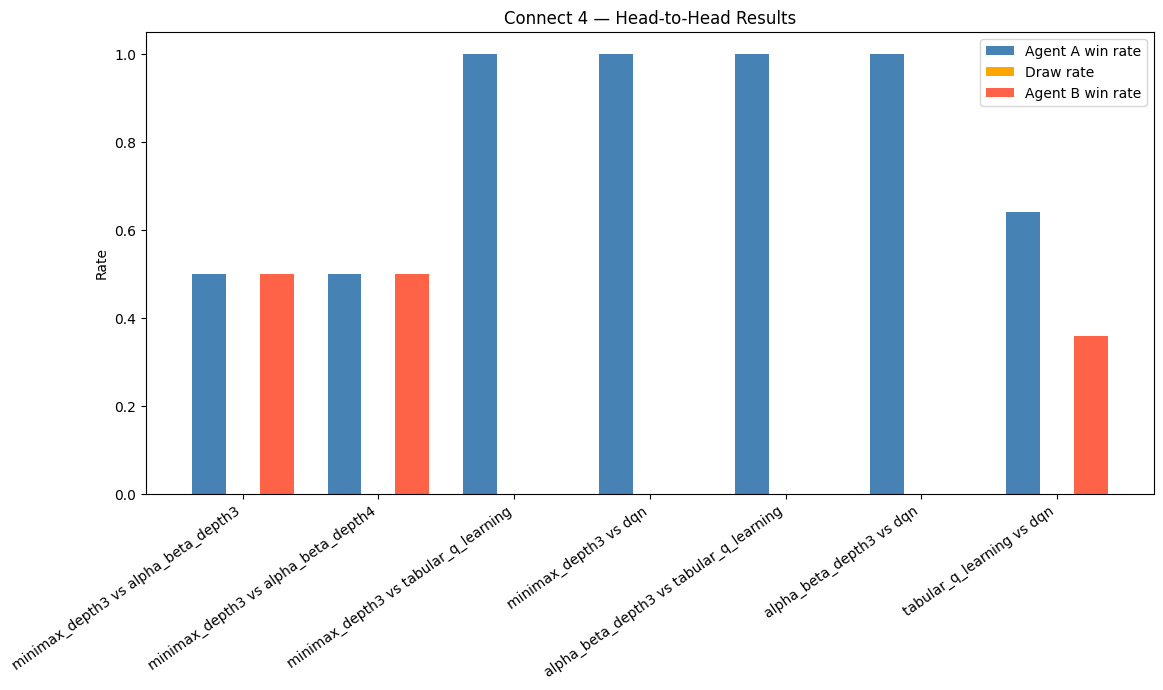 Connect 4 — Head-to-Head Results
Agent A win rate
Draw rate
Agent B win rate
Rate
1.0
0.8
0.6
0.4
0.2
0.0
minimax_depth3 vs alpha_beta_depth3
minimax_depth3 vs alpha_beta_depth4
minimax_depth3 vs tabular_q_learning
minimax_depth3 vs dqn
alpha_beta_depth3 vs tabular_q_learning
alpha_beta_depth3 vs dqn
tabular_q_learning vs dqn